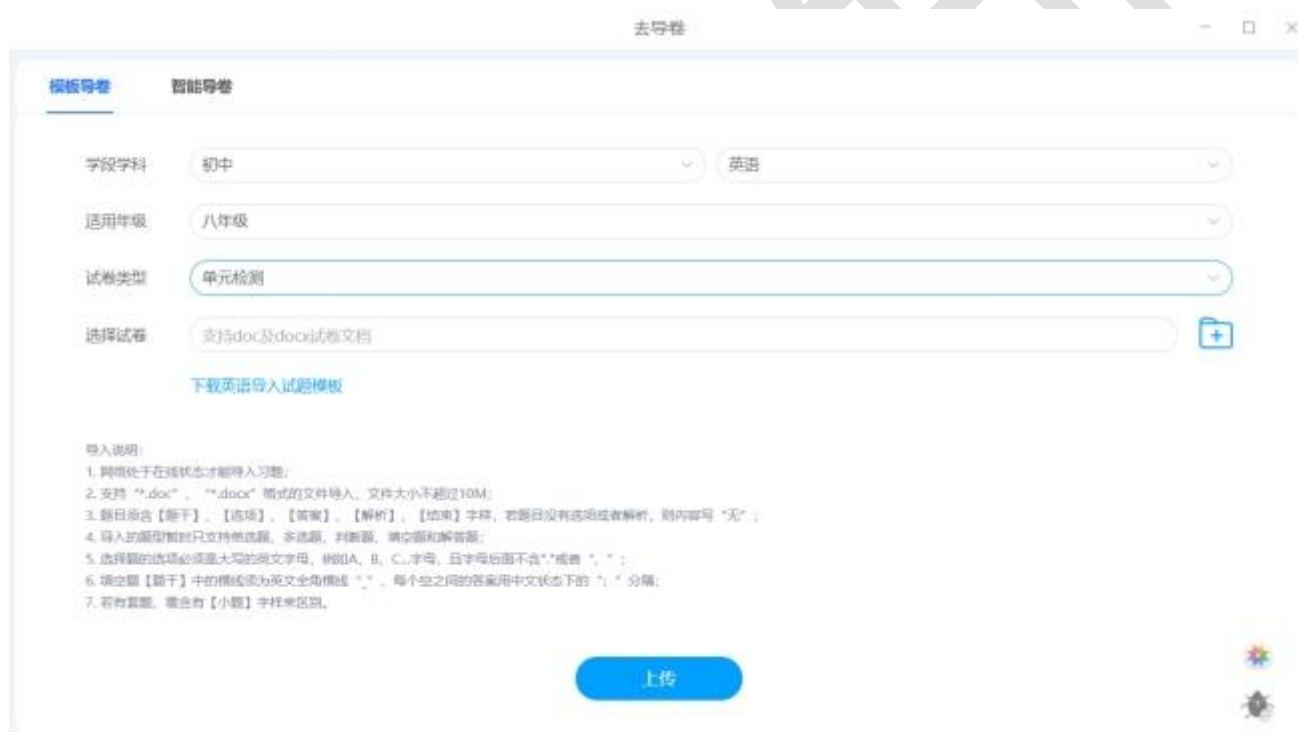 去导卷
模板导卷 智能导卷
学段学科 初中 英语
适用年级 八年级
试卷类型 单元检测
选择试卷 支持doc及docx试卷文档
下载英语导入试题模板
导入说明:
1. 网络处于在线状态才能导入习题;
2. 支持 "*.doc" 、 "*.docx" 格式的文件导入, 文件大小不超过10M;
3. 题目须含【题干】、【选项】、【答案】、【解析】、【结束】字样, 若题目没有选项或者解析, 则内容写 "无" ;
4. 导入的题型暂时只支持单选题、多选题、判断题、填空题和解答题;
5. 选择题的选项必须是大写的英文字母, 例如A、B、C...字母, 且字母后面不含"."或者 "、" ;
6. 填空题【题干】中的横线须为英文全角横线 "_" 、每个空之间的答案用中文状态下的 "; " 分隔;
7. 若有套题, 需含有【小题】字样来区别。
上传